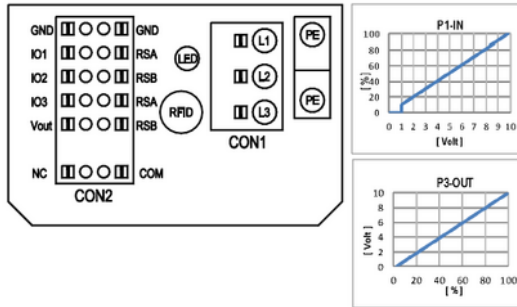 GND GND
IO1 RSA
IO2 RSB
IO3 RSA
Vout RSB
NC COM
CON2
LED
RFID
L1
L2
L3
CON1
PE
PE
P1-IN
[%]
100
80
60
40
20
0
0 1 2 3 4 5 6 7 8 9 10
[Volt]
P3-OUT
[Volt]
10
8
6
4
2
0
0 20 40 60 80 100
[%]